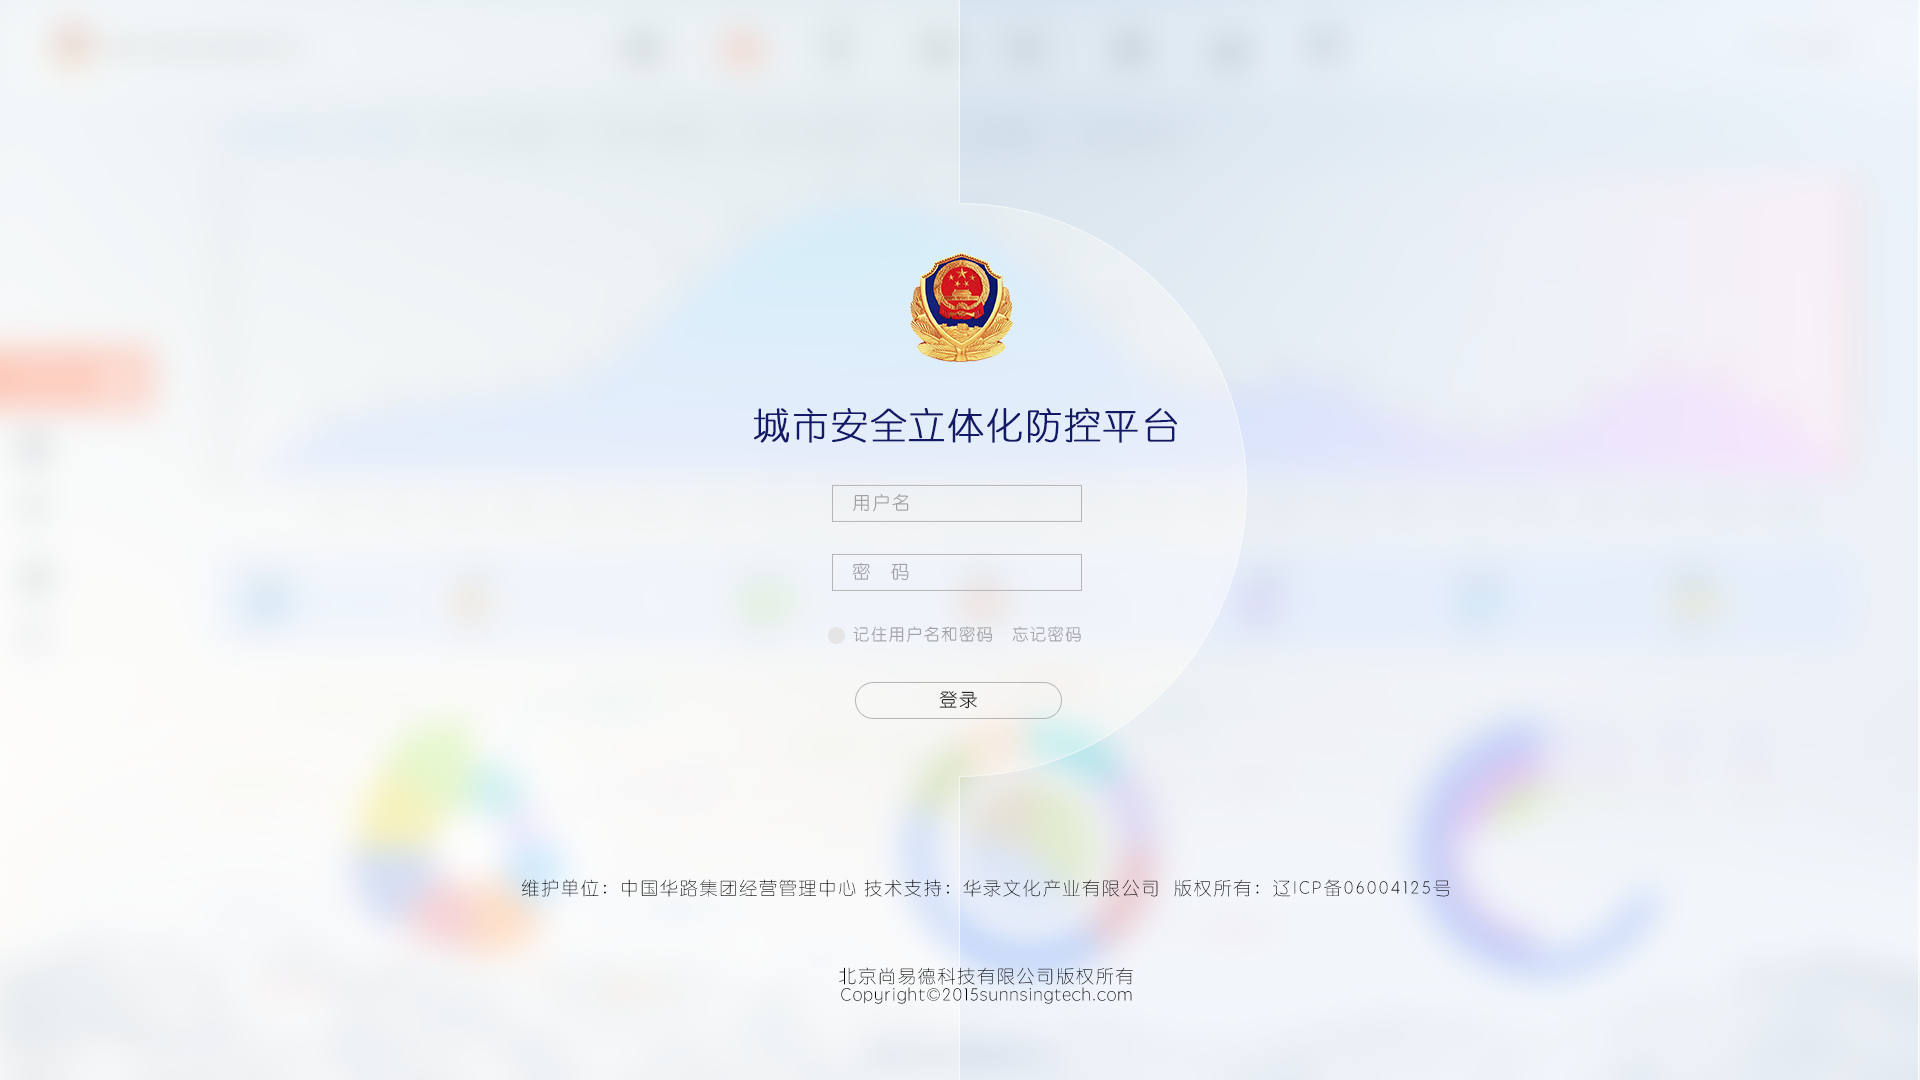 城市安全立体化防控平台
用户名
密 码
记住用户名和密码 忘记密码
登录
维护单位：中国华路集团经营管理中心 技术支持：华录文化产业有限公司 版权所有：辽ICP备06004125号
北京尚易德科技有限公司版权所有
Copyright©2015sunnsingtech.com